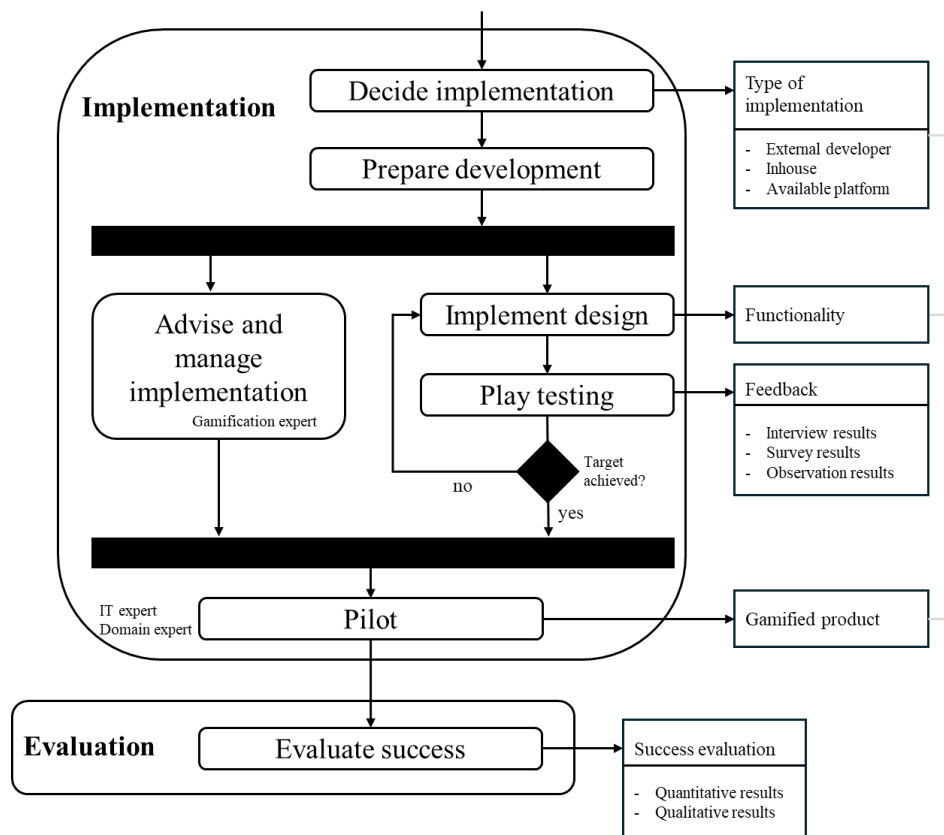 Implementation
Decide implementation
Type of
implementation
- External developer
- Inhouse
- Available platform
Prepare development
Advise and
manage
implementation
Gamification expert
Implement design
Functionality
Play testing
Feedback
- Interview results
- Survey results
- Observation results
Target
achieved?
no
yes
IT expert
Domain expert
Pilot
Gamified product
Evaluation
Evaluate success
Success evaluation
- Quantitative results
- Qualitative results